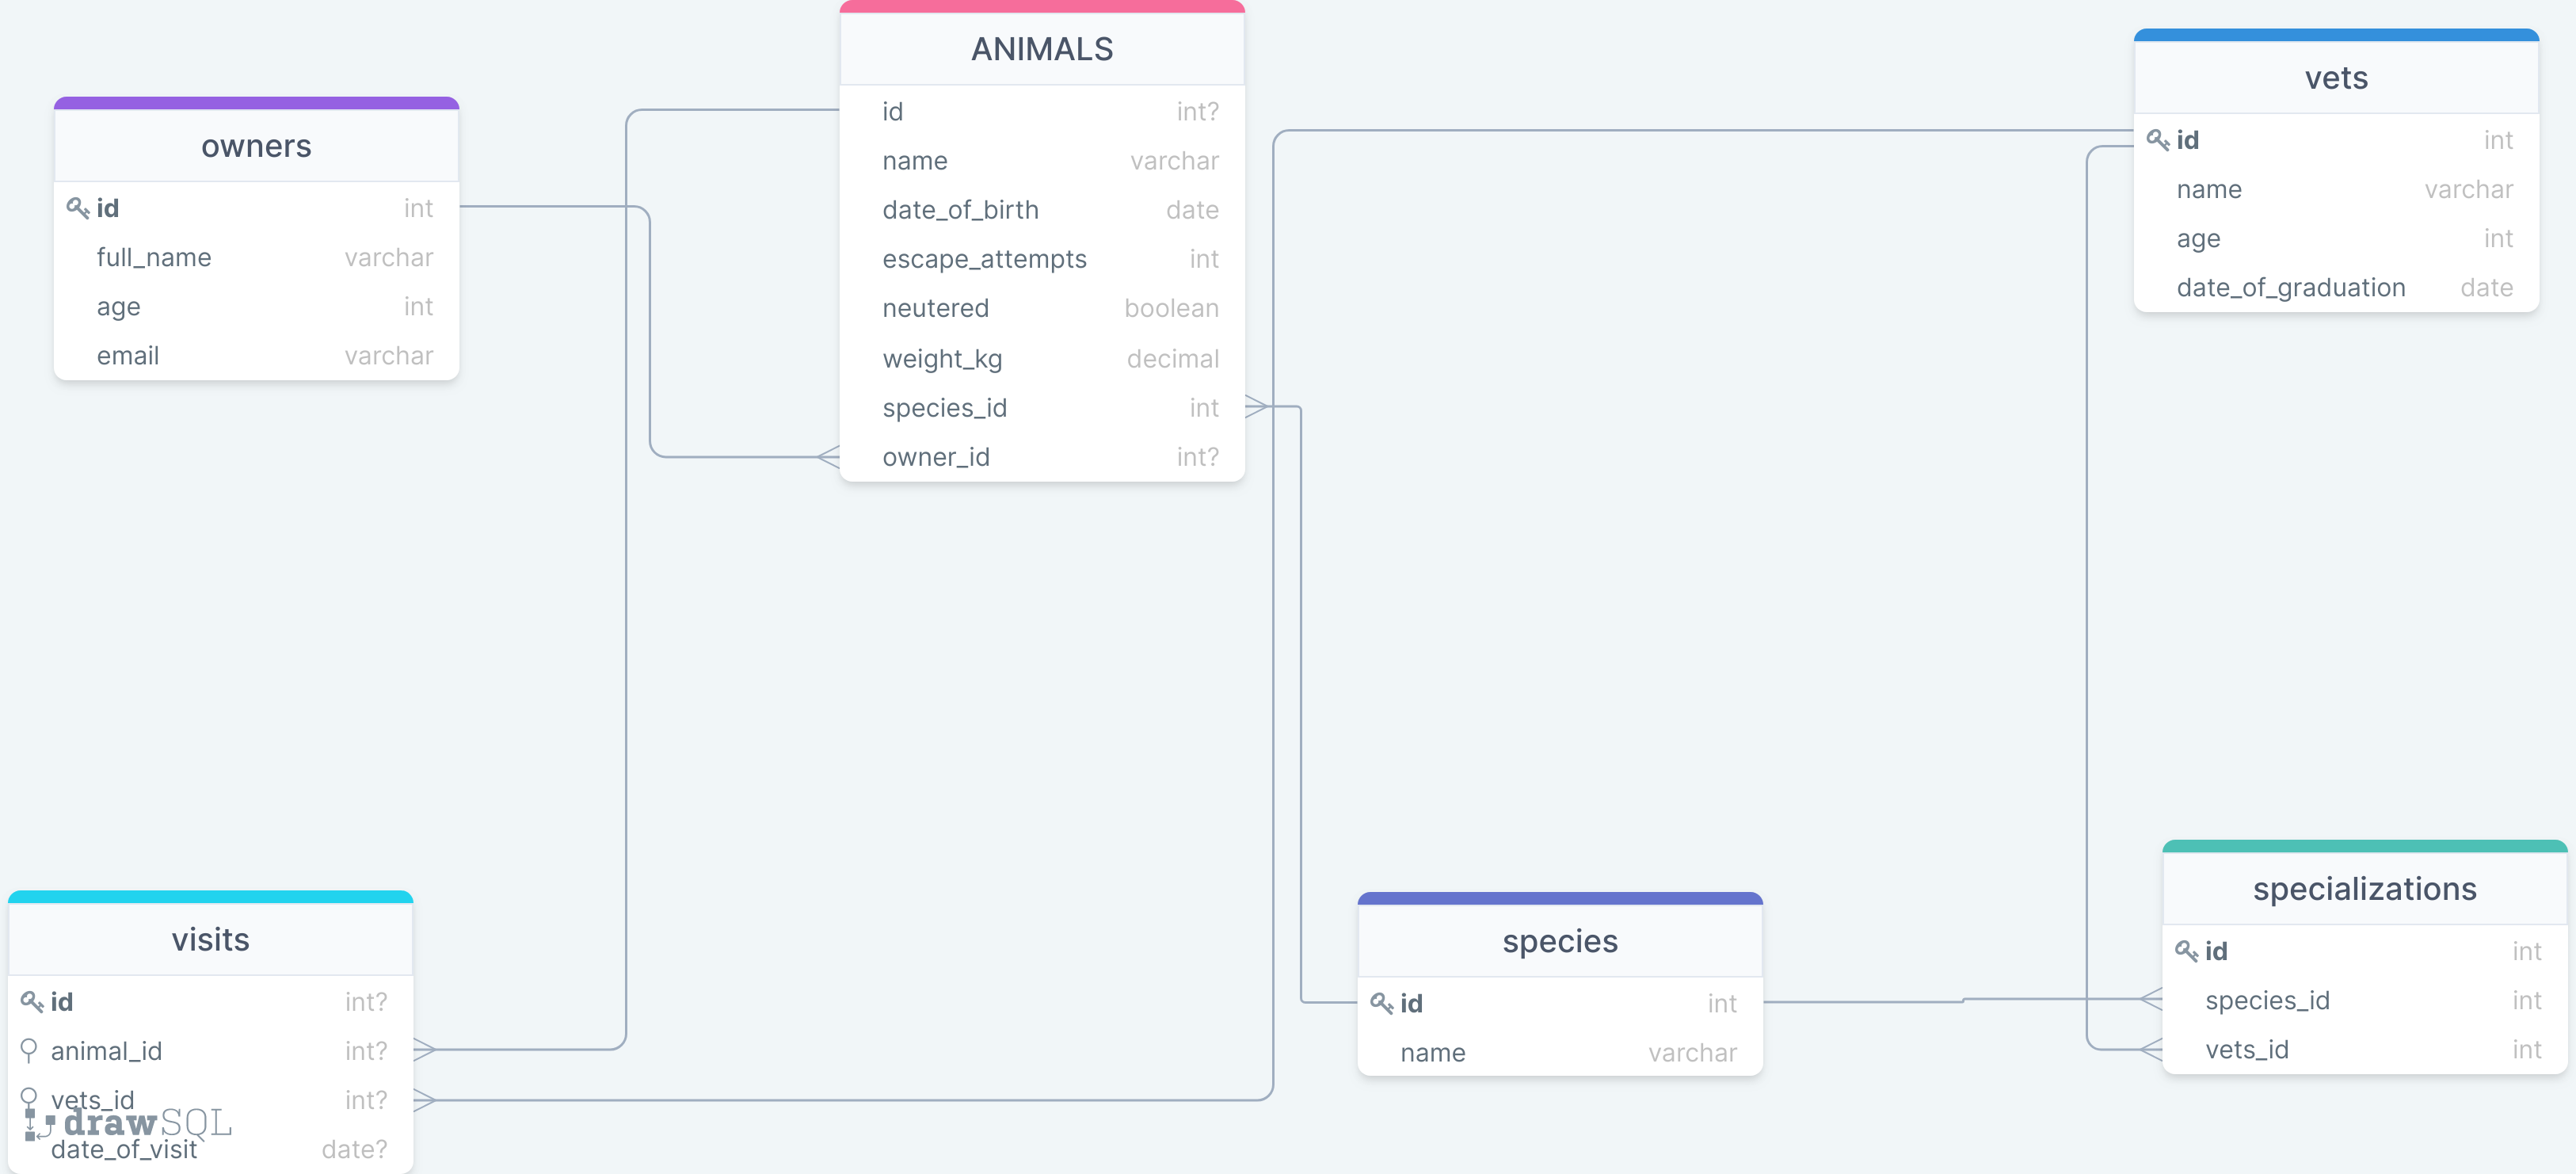 owners
id int
full_name varchar
age int
email varchar
ANIMALS
id int?
name varchar
date_of_birth date
escape_attempts int
neutered boolean
weight_kg decimal
species_id int
owner_id int?
vets
id int
name varchar
age int
date_of_graduation date
visits
id int?
animal_id int?
vets_id int?
drawSQL
date_of_visit date?
species
id int
name varchar
specializations
id int
species_id int
vets_id int